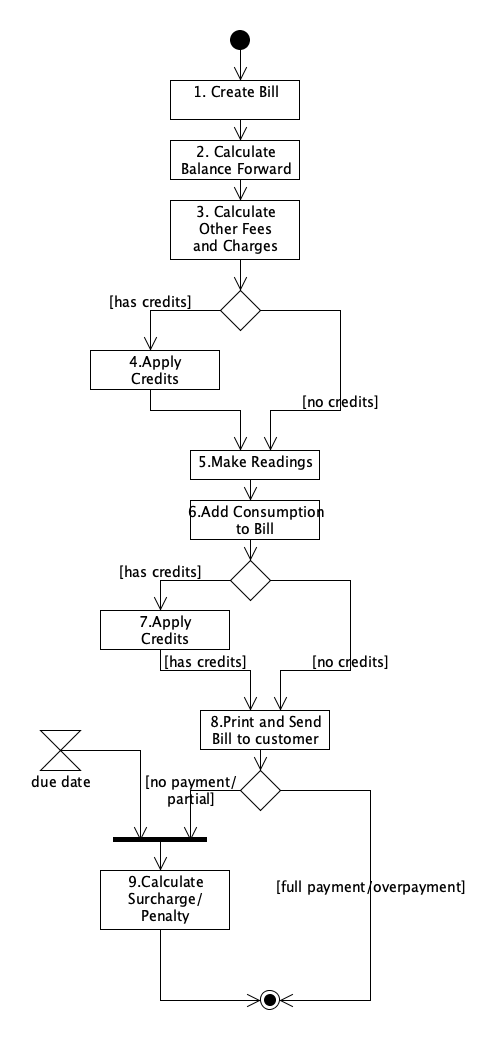 1. Create Bill
2. Calculate
Balance Forward
3. Calculate
Other Fees
and Charges
[has credits]
4.Apply
Credits
[no credits]
5.Make Readings
6.Add Consumption
to Bill
[has credits]
7.Apply
Credits
[has credits]
[no credits]
8.Print and Send
Bill to customer
due date
[no payment/
partial]
9.Calculate
Surcharge/
Penalty
[full payment/overpayment]